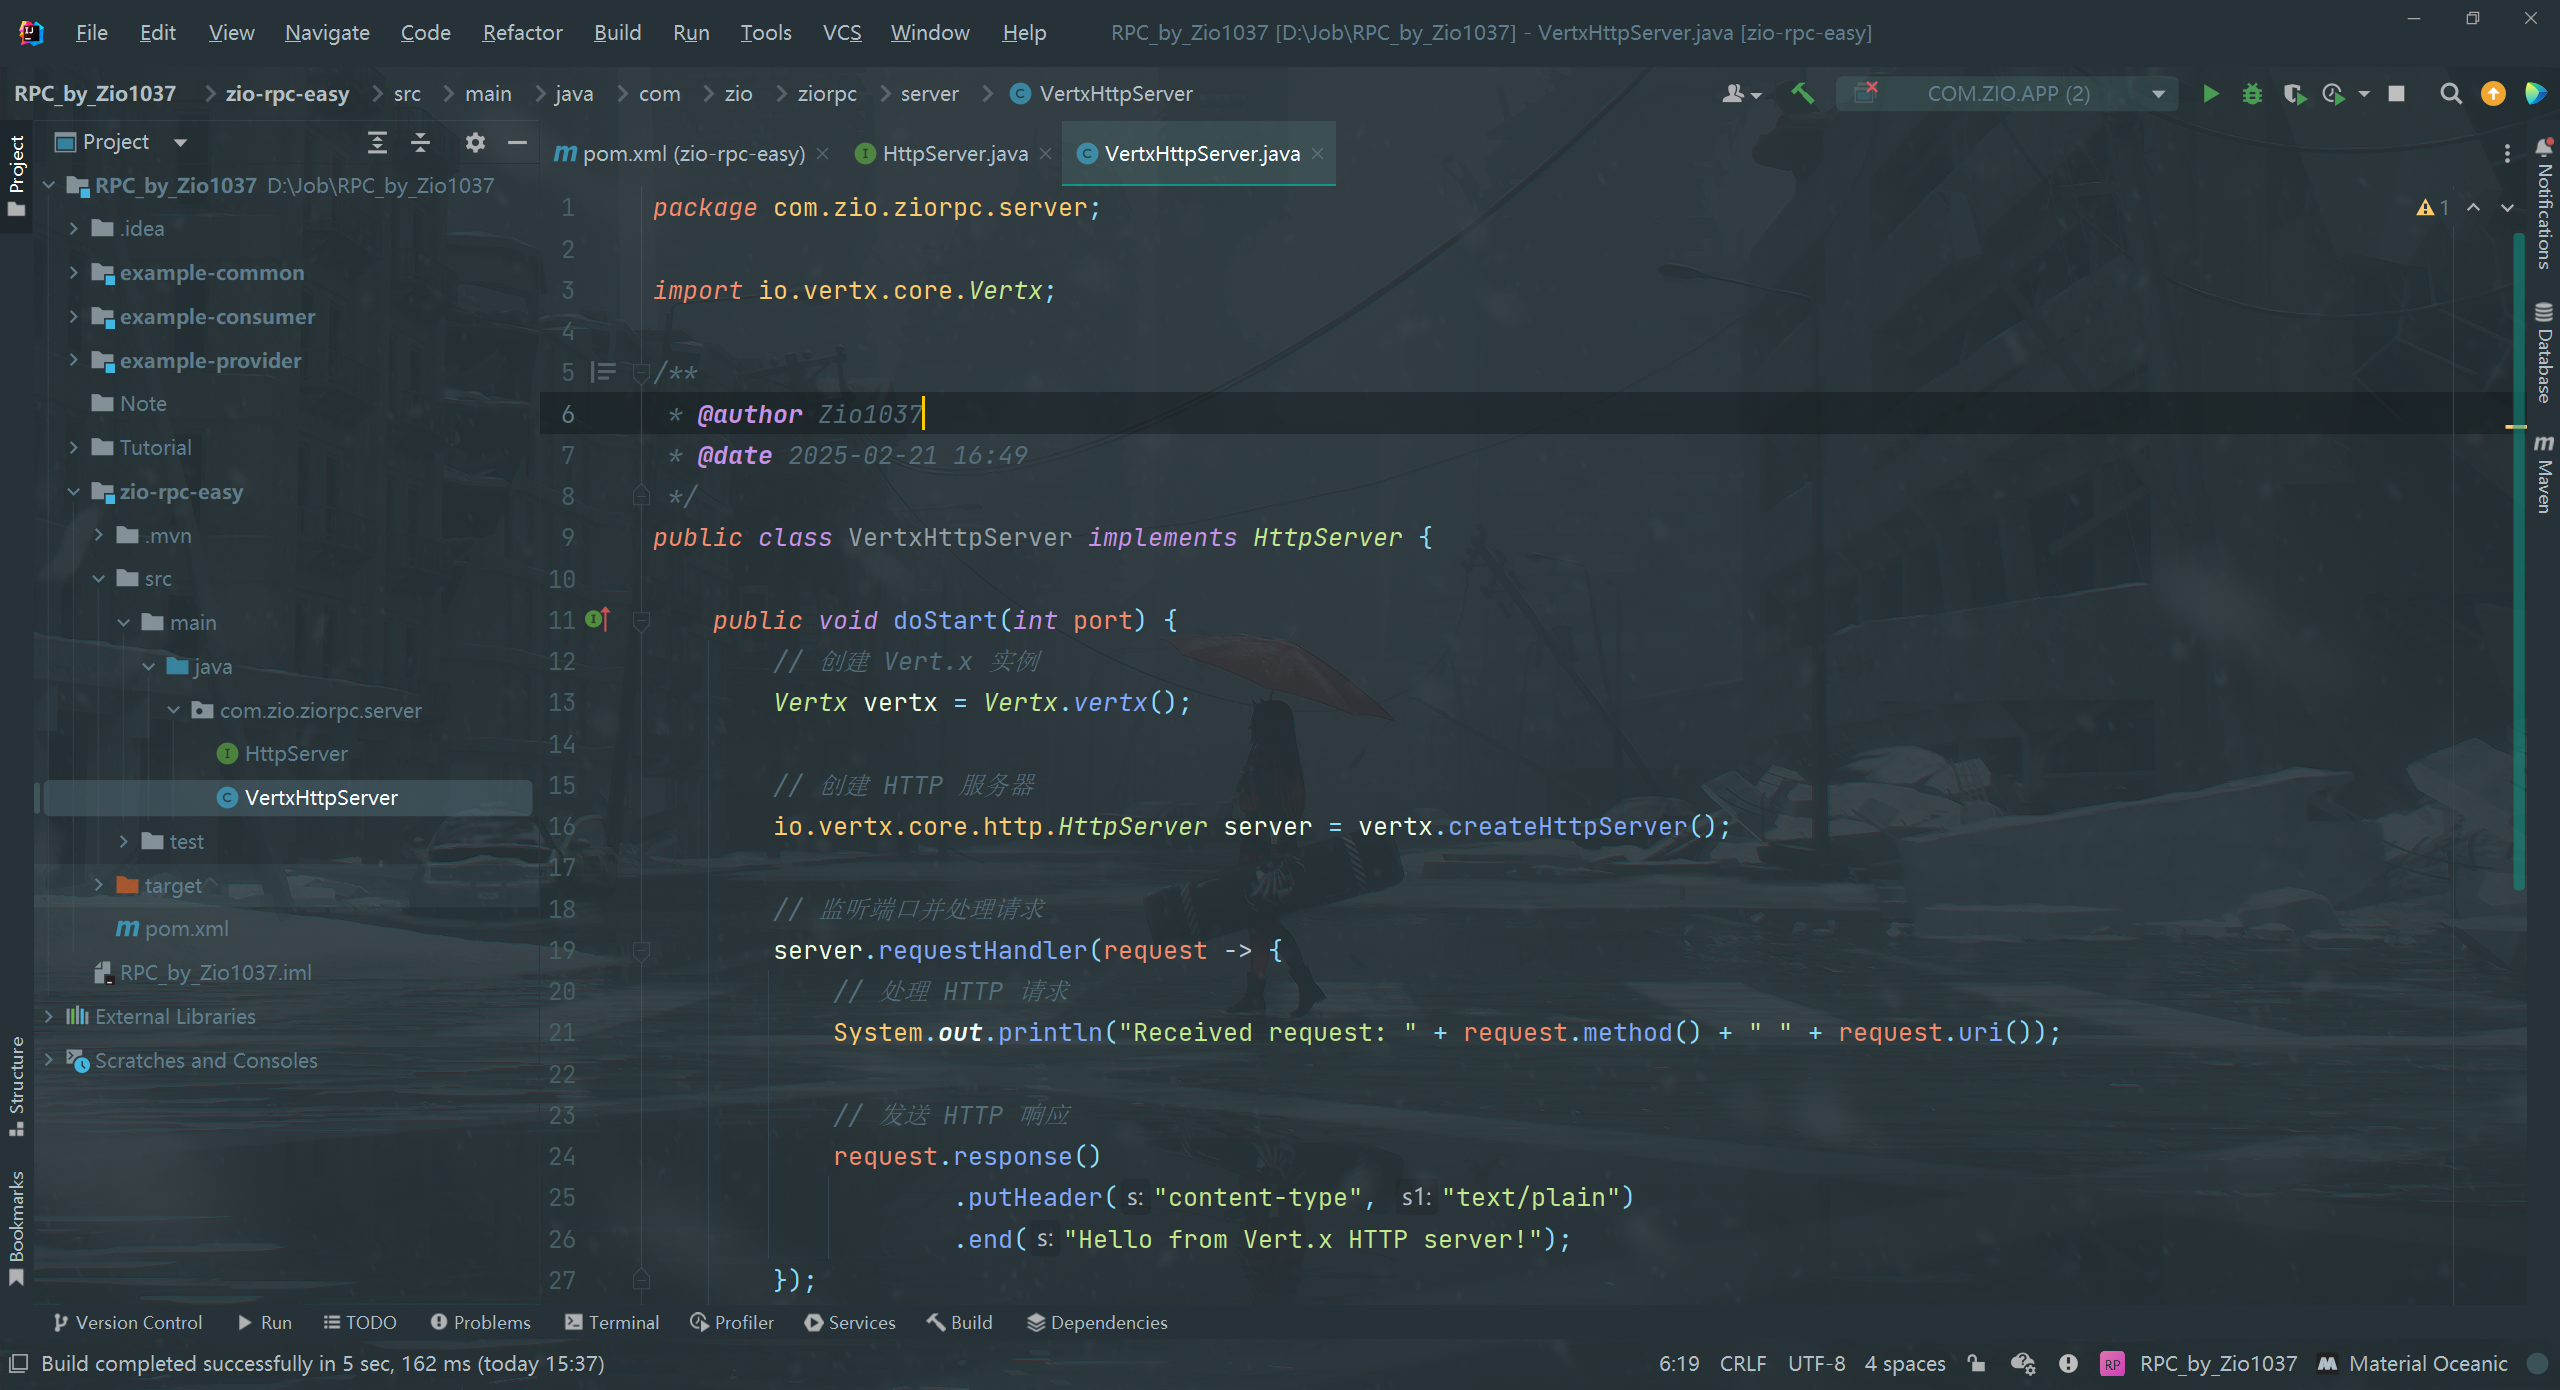 File Edit View Navigate Code Refactor Build Run Tools VCS Window Help RPC_by_Zio1037 [D:\Job\RPC_by_Zio1037] - VertxHttpServer.java [zio-rpc-easy]
RPC_by_Zio1037 zio-rpc-easy src main java com zio ziorpc server VertxHttpServer COM.ZIO.APP (2)
Project
Project
RPC_by_Zio1037 D:\Job\RPC_by_Zio1037
.idea
example-common
example-consumer
example-provider
Note
Tutorial
zio-rpc-easy
.mvn
src
main
java
com.zio.ziorpc.server
HttpServer
VertxHttpServer
test
target
pom.xml
RPC_by_Zio1037.iml
External Libraries
Scratches and Consoles
Structure
Bookmarks
pom.xml (zio-rpc-easy) HttpServer.java VertxHttpServer.java
1
1 package com.zio.ziorpc.server;
2
3 import io.vertx.core.Vertx;
4
5 /**
6 * @author Zio1037
7 * @date 2025-02-21 16:49
8 */
9 public class VertxHttpServer implements HttpServer {
10
11 public void doStart(int port) {
12 // 创建 Vert.x 实例
13 Vertx vertx = Vertx.vertx();
14
15 // 创建 HTTP 服务器
16 io.vertx.core.http.HttpServer server = vertx.createHttpServer();
17
18 // 监听端口并处理请求
19 server.requestHandler(request -> {
20 // 处理 HTTP 请求
21 System.out.println("Received request: " + request.method() + " " + request.uri());
22
23 // 发送 HTTP 响应
24 request.response()
25 .putHeader( s: "content-type", s1: "text/plain")
26 .end( s: "Hello from Vert.x HTTP server!");
27 });
Notifications
Database
Maven
Version Control Run TODO Problems Terminal Profiler Services Build Dependencies
Build completed successfully in 5 sec, 162 ms (today 15:37) 6:19 CRLF UTF-8 4 spaces RP RPC_by_Zio1037 Material Oceanic